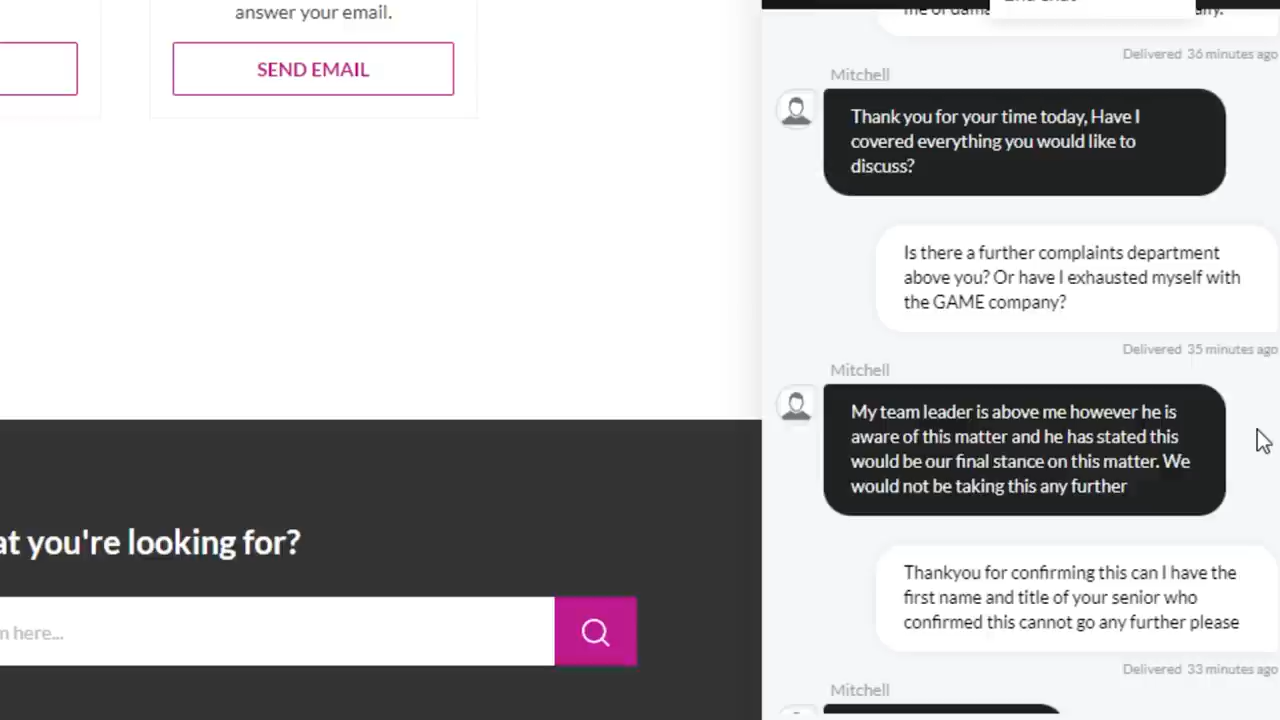 answer your email.
SEND EMAIL
at you're looking for?
n here...
Delivered 36 minutes ago
Mitchell
Thank you for your time today, Have I
covered everything you would like to
discuss?
Is there a further complaints department
above you? Or have I exhausted myself with
the GAME company?
Delivered 35 minutes ago
Mitchell
My team leader is above me however he is
aware of this matter and he has stated this
would be our final stance on this matter. We
would not be taking this any further
Thankyou for confirming this can I have the
first name and title of your senior who
confirmed this cannot go any further please
Delivered 33 minutes ago
Mitchell